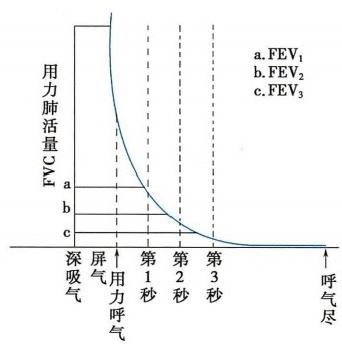 用力肺活量
FVC
a. FEV₁
b. FEV₂
c. FEV₃
a
b
c
深吸气
屏气
用力呼气
第1秒
第2秒
第3秒
呼气尽